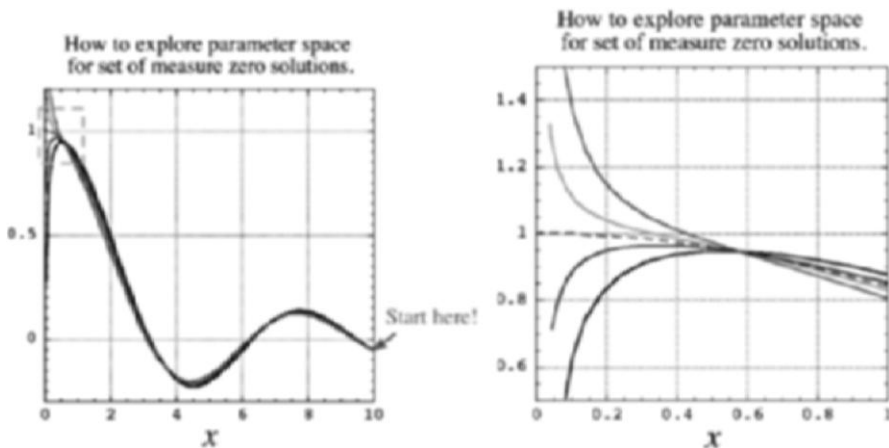 How to explore parameter space
for set of measure zero solutions.
1
0.5
0
Start here!
0 2 4 6 8 10
x
How to explore parameter space
for set of measure zero solutions.
1.4
1.2
1
0.8
0.6
0 0.2 0.4 0.6 0.8 1
x